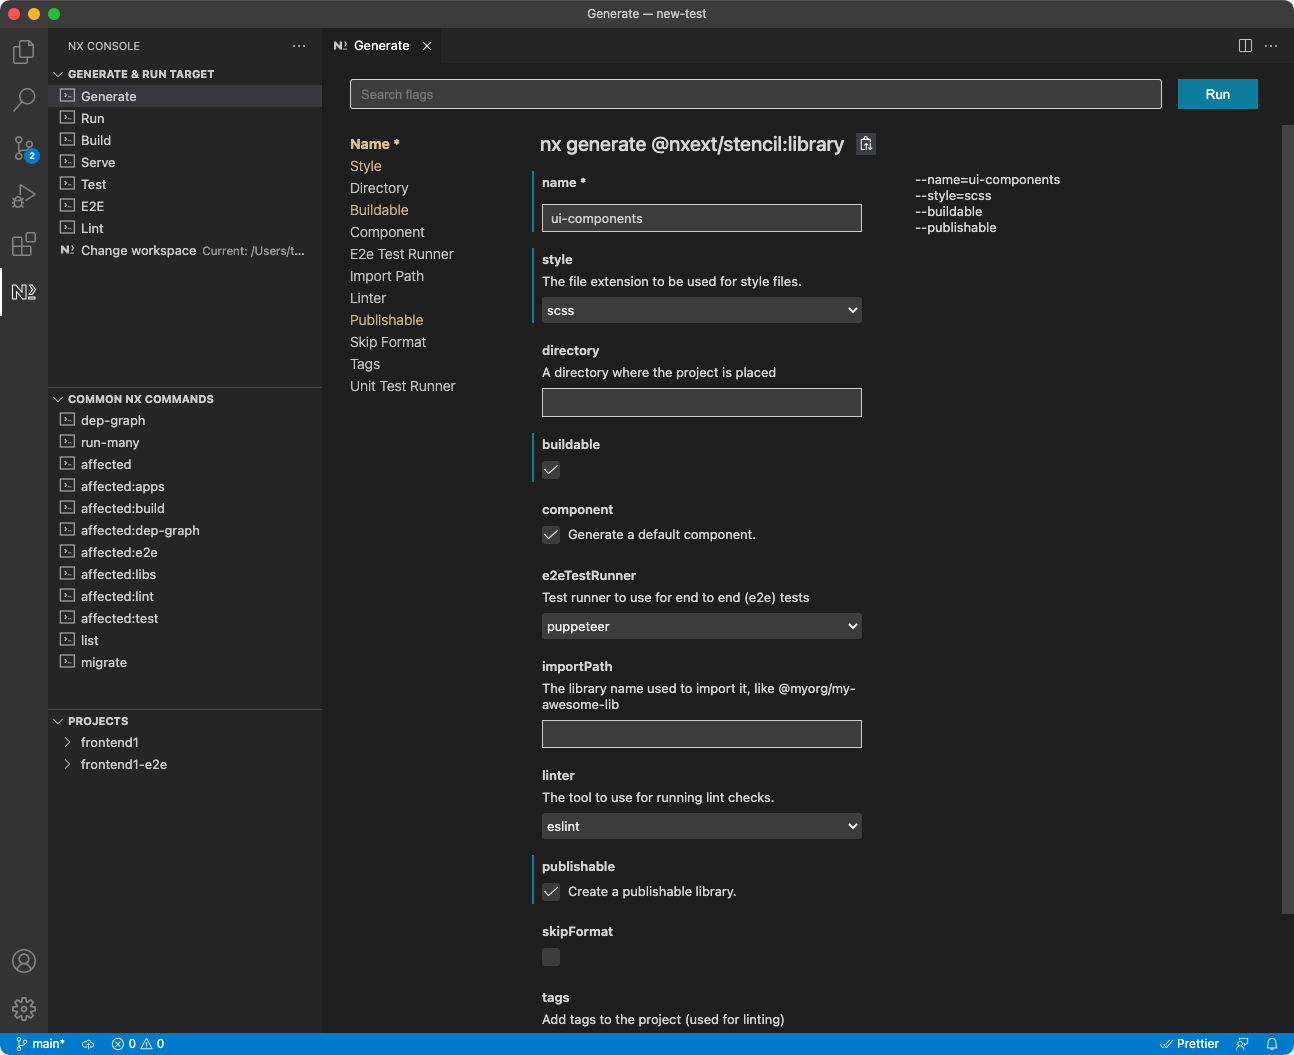 Generate — new-test
NX CONSOLE
GENERATE & RUN TARGET
Generate
Run
Build
Serve
Test
E2E
Lint
Change workspace Current: /Users/t...
COMMON NX COMMANDS
dep-graph
run-many
affected
affected:apps
affected:build
affected:dep-graph
affected:e2e
affected:libs
affected:lint
affected:test
list
migrate
PROJECTS
frontend1
frontend1-e2e
2
Generate
Search flags
Run
Name *
Style
Directory
Buildable
Component
E2e Test Runner
Import Path
Linter
Publishable
Skip Format
Tags
Unit Test Runner
nx generate @nxext/stencil:library
name *
ui-components
style
The file extension to be used for style files.
scss
directory
A directory where the project is placed
buildable
component
Generate a default component.
e2eTestRunner
Test runner to use for end to end (e2e) tests
puppeteer
importPath
The library name used to import it, like @myorg/my-
awesome-lib
linter
The tool to use for running lint checks.
eslint
publishable
Create a publishable library.
skipFormat
tags
Add tags to the project (used for linting)
--name=ui-components
--style=scss
--buildable
--publishable
main*
0
0
Prettier